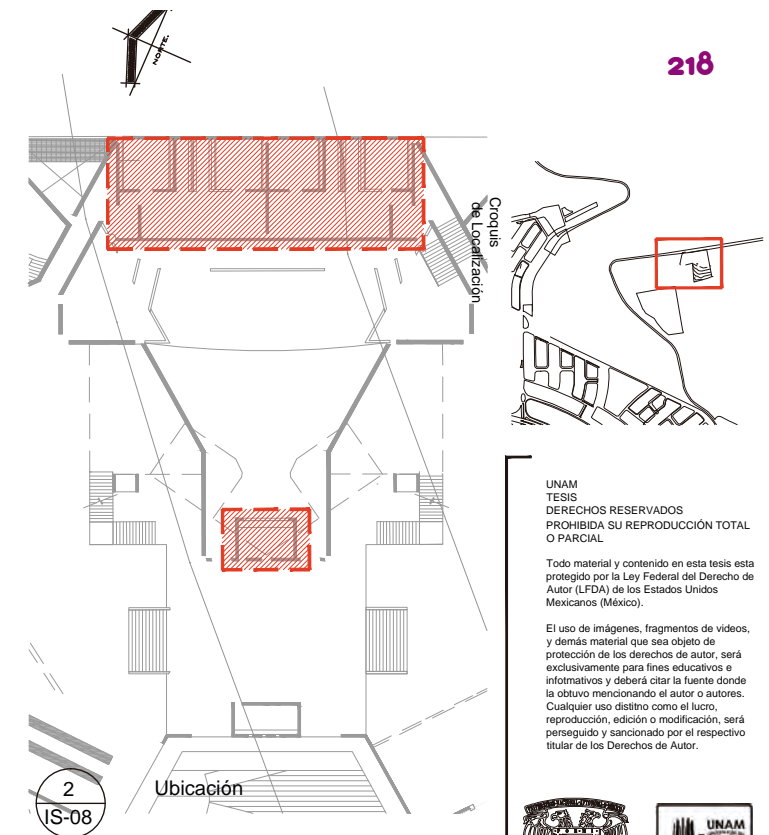 NORTE.
218
Croquis
de Localización
UNAM
TESIS
DERECHOS RESERVADOS
PROHIBIDA SU REPRODUCCIÓN TOTAL
O PARCIAL
Todo material y contenido en esta tesis esta
protegido por la Ley Federal del Derecho de
Autor (LFDA) de los Estados Unidos
Mexicanos (México).
El uso de imágenes, fragmentos de videos,
y demás material que sea objeto de
protección de los derechos de autor, será
exclusivamente para fines educativos e
infotmativos y deberá citar la fuente donde
la obtuvo mencionando el autor o autores.
Cualquier uso distitno como el lucro,
reproducción, edición o modificación, será
perseguido y sancionado por el respectivo
titular de los Derechos de Autor.
2
IS-08
Ubicación
UNAM